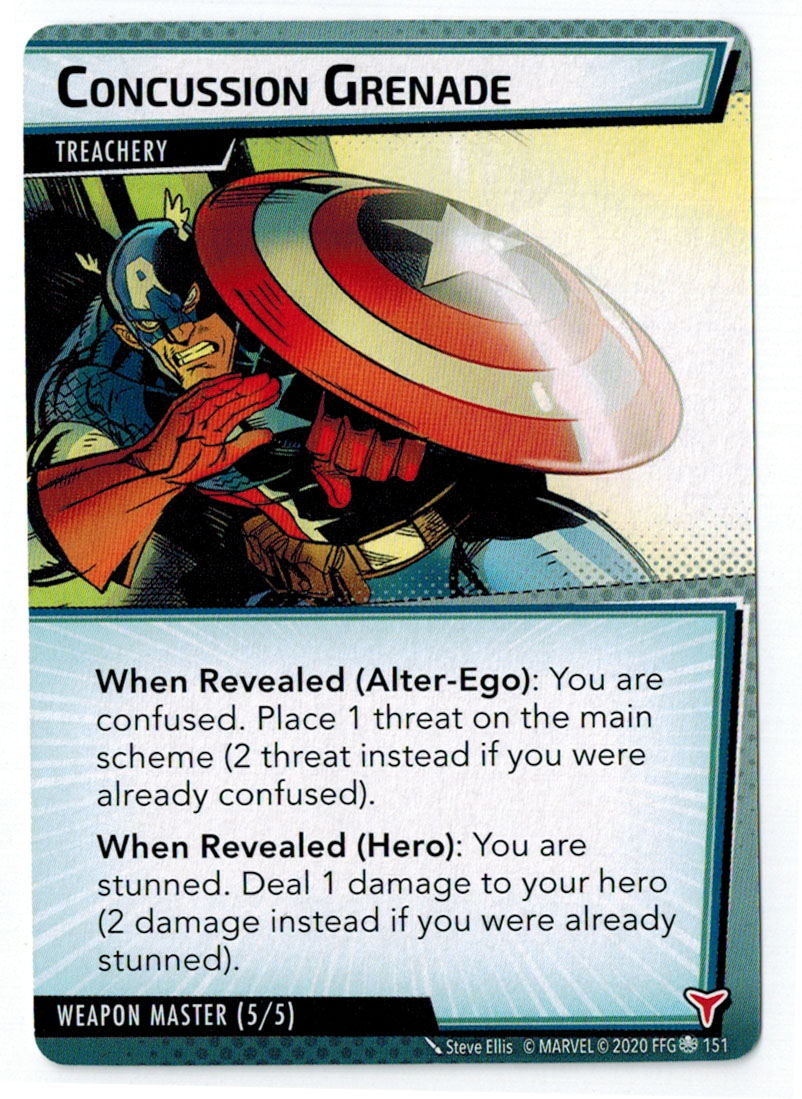 CONCUSSION GRENADE
TREACHERY
When Revealed (Alter-Ego): You are
confused. Place 1 threat on the main
scheme (2 threat instead if you were
already confused).
When Revealed (Hero): You are
stunned. Deal 1 damage to your hero
(2 damage instead if you were already
stunned).
WEAPON MASTER (5/5)
Steve Ellis © MARVEL © 2020 FFG 151